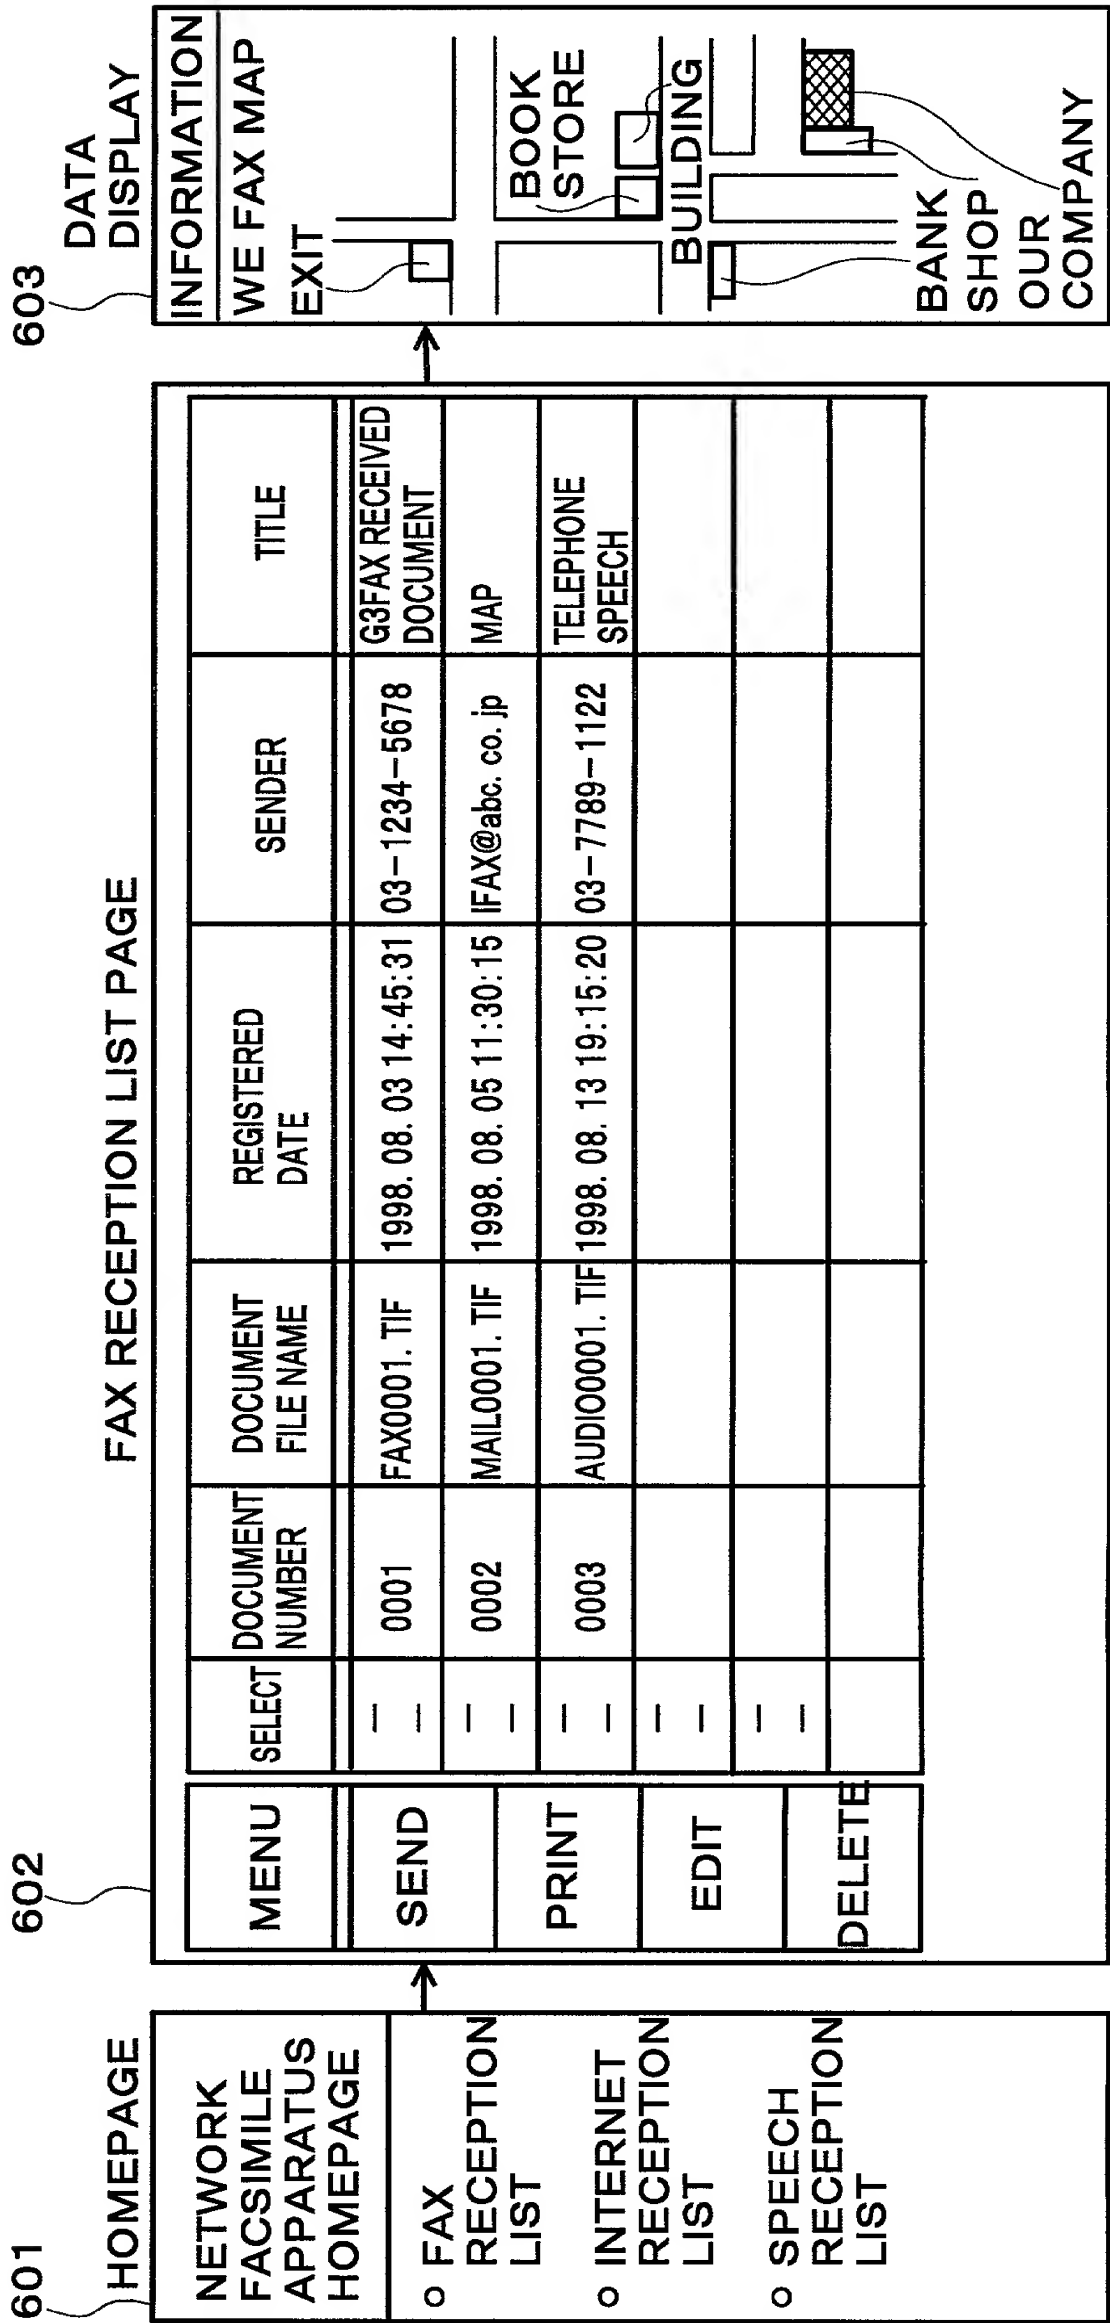 601
HOMEPAGE
NETWORK
FACSIMILE
APPARATUS
HOMEPAGE
○ FAX
RECEPTION
LIST
○ INTERNET
RECEPTION
LIST
○ SPEECH
RECEPTION
LIST
602
FAX RECEPTION LIST PAGE
MENU
SEND
PRINT
EDIT
DELETE
SELECT
DOCUMENT
NUMBER
DOCUMENT
FILE NAME
REGISTERED
DATE
SENDER
TITLE
0001 FAX0001. TIF 1998. 08. 03 14:45:31 03-1234-5678 G3FAX RECEIVED
DOCUMENT
0002 MAIL0001. TIF 1998. 08. 05 11:30:15 IFAX@abc. co. jp MAP
0003 AUDIO0001. TIF 1998. 08. 13 19:15:20 03-7789-1122 TELEPHONE
SPEECH
603
DATA
DISPLAY
INFORMATION
WE FAX MAP
EXIT
BOOK
STORE
BUILDING
BANK
SHOP
OUR
COMPANY